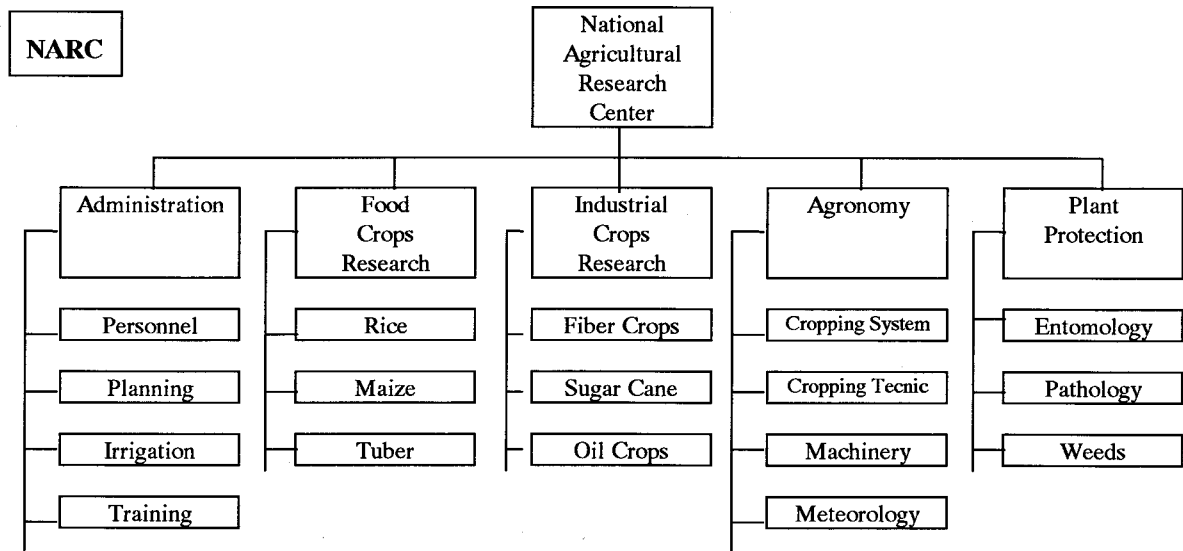 NARC
National
Agricultural
Research
Center
Administration
Personnel
Planning
Irrigation
Training
Food
Crops
Research
Rice
Maize
Tuber
Industrial
Crops
Research
Fiber Crops
Sugar Cane
Oil Crops
Agronomy
Cropping System
Cropping Tecnic
Machinery
Meteorology
Plant
Protection
Entomology
Pathology
Weeds